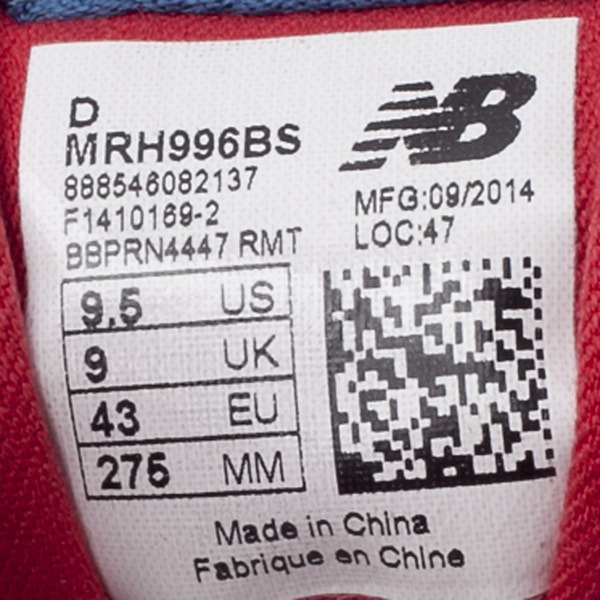 D
MRH996BS
888546082137
F1410169-2
BBPRN4447 RMT
9.5 US
9 UK
43 EU
275 MM
NB
MFG:09/2014
LOC:47
Made in China
Fabrique en Chine